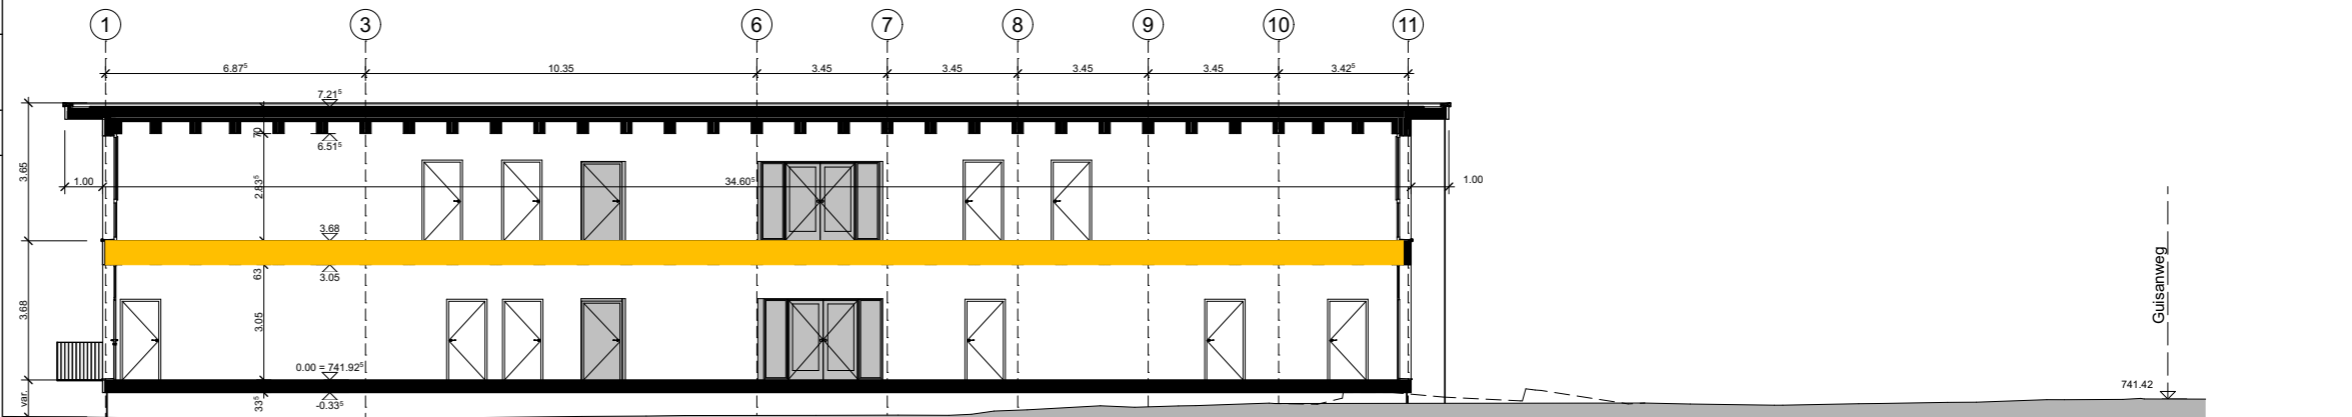 1 3 6 7 8 9 10 11
6.87⁵ 10.35 3.45 3.45 3.45 3.45 3.42⁵
7.21⁵
70
6.51⁵
3.65
1.00 2.83⁵ 34.60⁵ 1.00
3.68
63
3.05
3.68
3.05
Guisanweg
0.00 = 741.92⁵
741.42
var.
33⁵
-0.33⁵